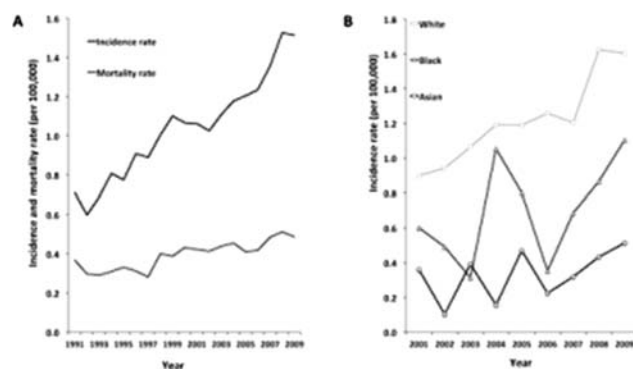 A
Incidence and mortality rate (per 100,000)
1.6
1.4
1.2
1.0
0.8
0.6
0.4
0.2
0.0
Incidence rate
Mortality rate
1991 1993 1995 1997 1999 2001 2003 2005 2007 2009
Year
B
Incidence rate (per 100,000)
1.8
1.6
1.4
1.2
1.0
0.8
0.6
0.4
0.2
0.0
White
Black
Asian
2001 2002 2003 2004 2005 2006 2007 2008 2009
Year